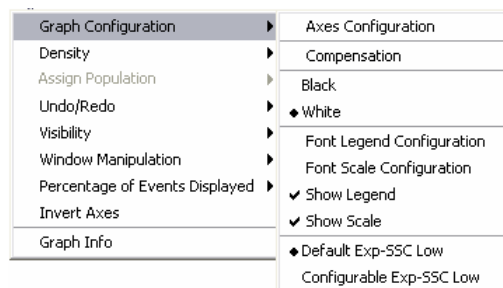 Graph Configuration
Density
Assign Population
Undo/Redo
Visibility
Window Manipulation
Percentage of Events Displayed
Invert Axes
Graph Info
Axes Configuration
Compensation
Black
White
Font Legend Configuration
Font Scale Configuration
Show Legend
Show Scale
Default Exp-SSC Low
Configurable Exp-SSC Low